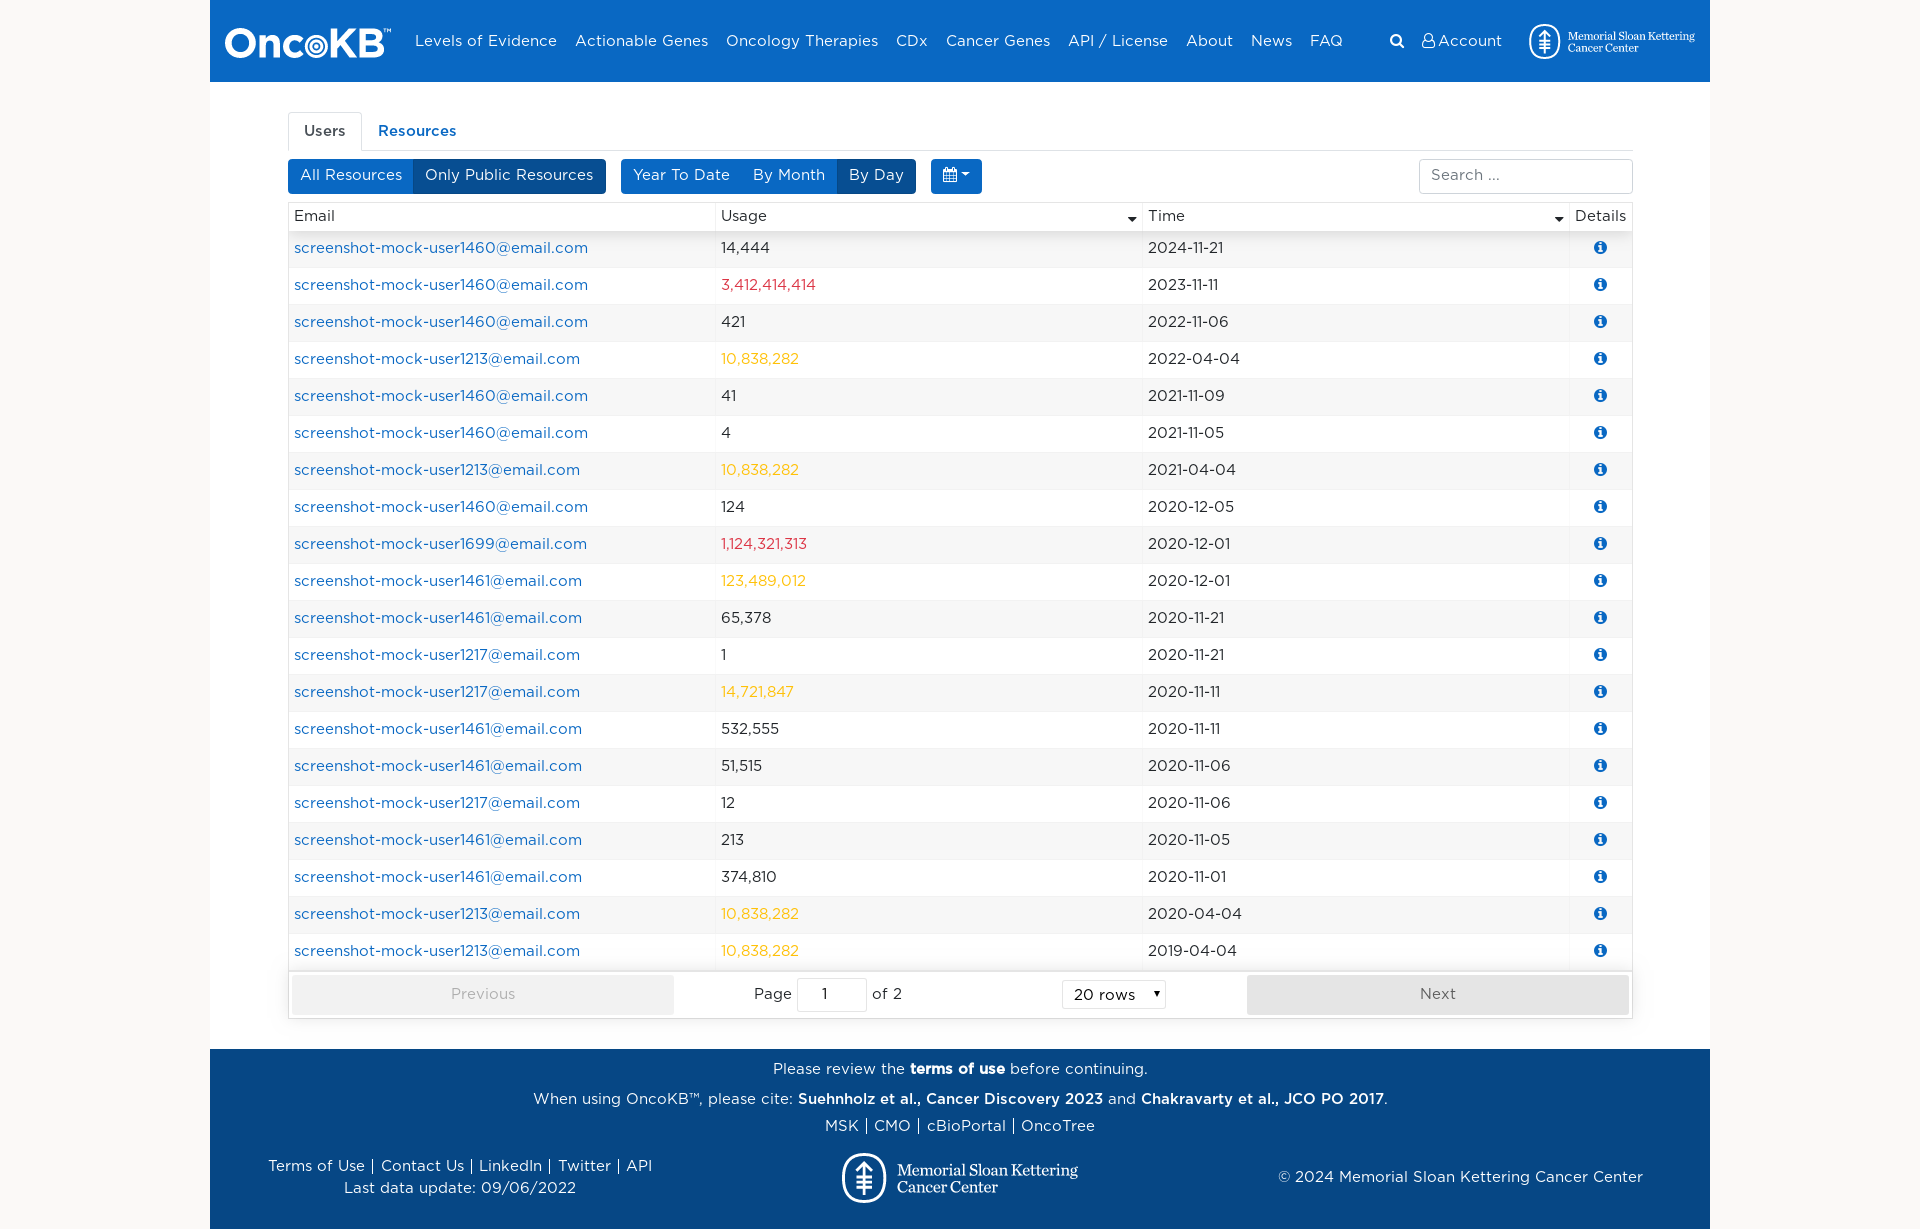 OncoKB™ Levels of Evidence Actionable Genes Oncology Therapies CDx Cancer Genes API / License About News FAQ Account Memorial Sloan Kettering Cancer Center
Users Resources
All Resources Only Public Resources Year To Date By Month By Day Search ...
Email Usage Time Details
screenshot-mock-user1460@email.com 14,444 2024-11-21
screenshot-mock-user1460@email.com 3,412,414,414 2023-11-11
screenshot-mock-user1460@email.com 421 2022-11-06
screenshot-mock-user1213@email.com 10,838,282 2022-04-04
screenshot-mock-user1460@email.com 41 2021-11-09
screenshot-mock-user1460@email.com 4 2021-11-05
screenshot-mock-user1213@email.com 10,838,282 2021-04-04
screenshot-mock-user1460@email.com 124 2020-12-05
screenshot-mock-user1699@email.com 1,124,321,313 2020-12-01
screenshot-mock-user1461@email.com 123,489,012 2020-12-01
screenshot-mock-user1461@email.com 65,378 2020-11-21
screenshot-mock-user1217@email.com 1 2020-11-21
screenshot-mock-user1217@email.com 14,721,847 2020-11-11
screenshot-mock-user1461@email.com 532,555 2020-11-11
screenshot-mock-user1461@email.com 51,515 2020-11-06
screenshot-mock-user1217@email.com 12 2020-11-06
screenshot-mock-user1461@email.com 213 2020-11-05
screenshot-mock-user1461@email.com 374,810 2020-11-01
screenshot-mock-user1213@email.com 10,838,282 2020-04-04
screenshot-mock-user1213@email.com 10,838,282 2019-04-04
Previous Page 1 of 2 20 rows Next
Please review the terms of use before continuing.
When using OncoKB™, please cite: Suehnholz et al., Cancer Discovery 2023 and Chakravarty et al., JCO PO 2017.
MSK | CMO | cBioPortal | OncoTree
Terms of Use | Contact Us | LinkedIn | Twitter | API
Last data update: 09/06/2022
Memorial Sloan Kettering
Cancer Center
© 2024 Memorial Sloan Kettering Cancer Center